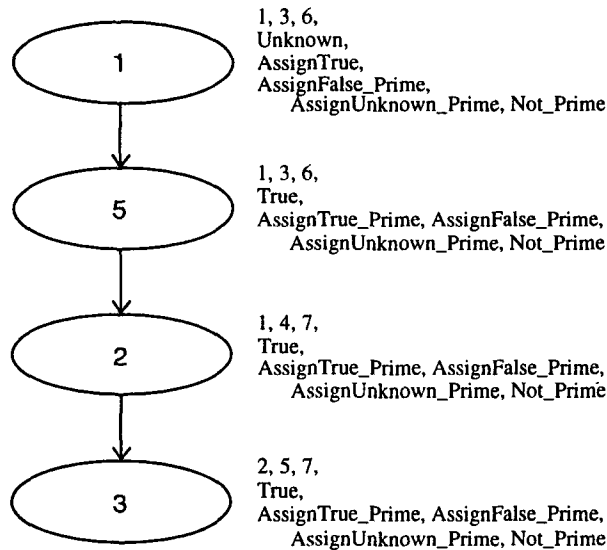 1
1, 3, 6,
Unknown,
AssignTrue,
AssignFalse_Prime,
AssignUnknown_Prime, Not_Prime
5
1, 3, 6,
True,
AssignTrue_Prime, AssignFalse_Prime,
AssignUnknown_Prime, Not_Prime
2
1, 4, 7,
True,
AssignTrue_Prime, AssignFalse_Prime,
AssignUnknown_Prime, Not_Prime
3
2, 5, 7,
True,
AssignTrue_Prime, AssignFalse_Prime,
AssignUnknown_Prime, Not_Prime